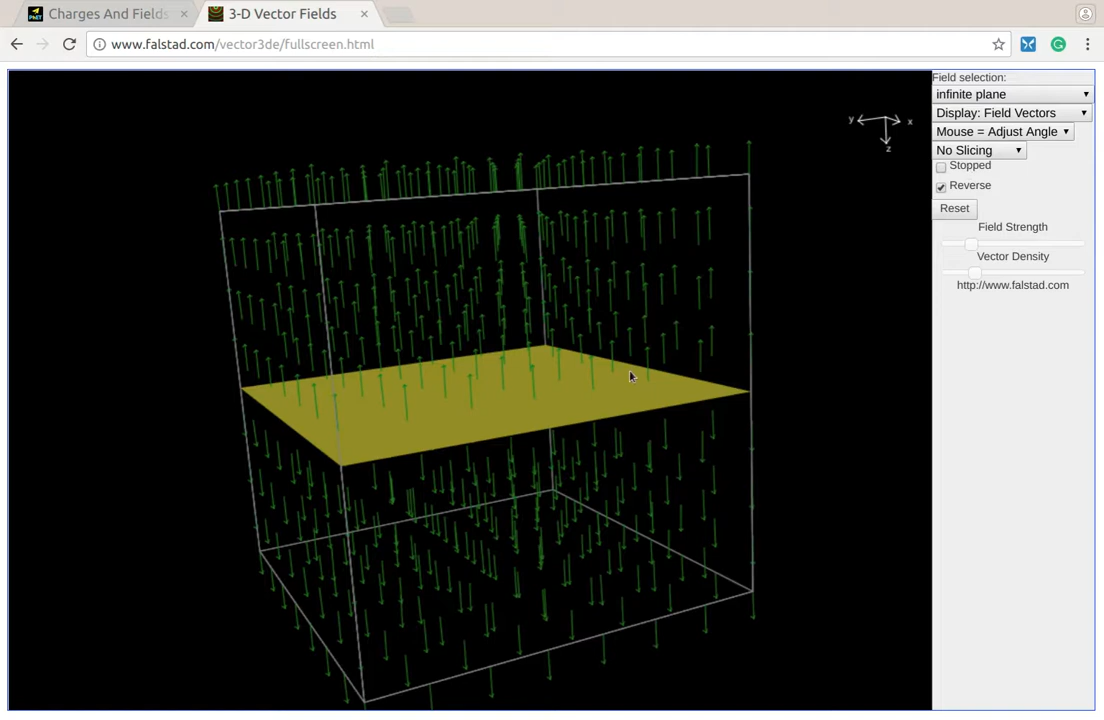 PhET Charges And Fields
3-D Vector Fields
www.falstad.com/vector3de/fullscreen.html
Field selection:
infinite plane
Display: Field Vectors
Mouse = Adjust Angle
No Slicing
Stopped
Reverse
Reset
Field Strength
Vector Density
http://www.falstad.com
y
x
z